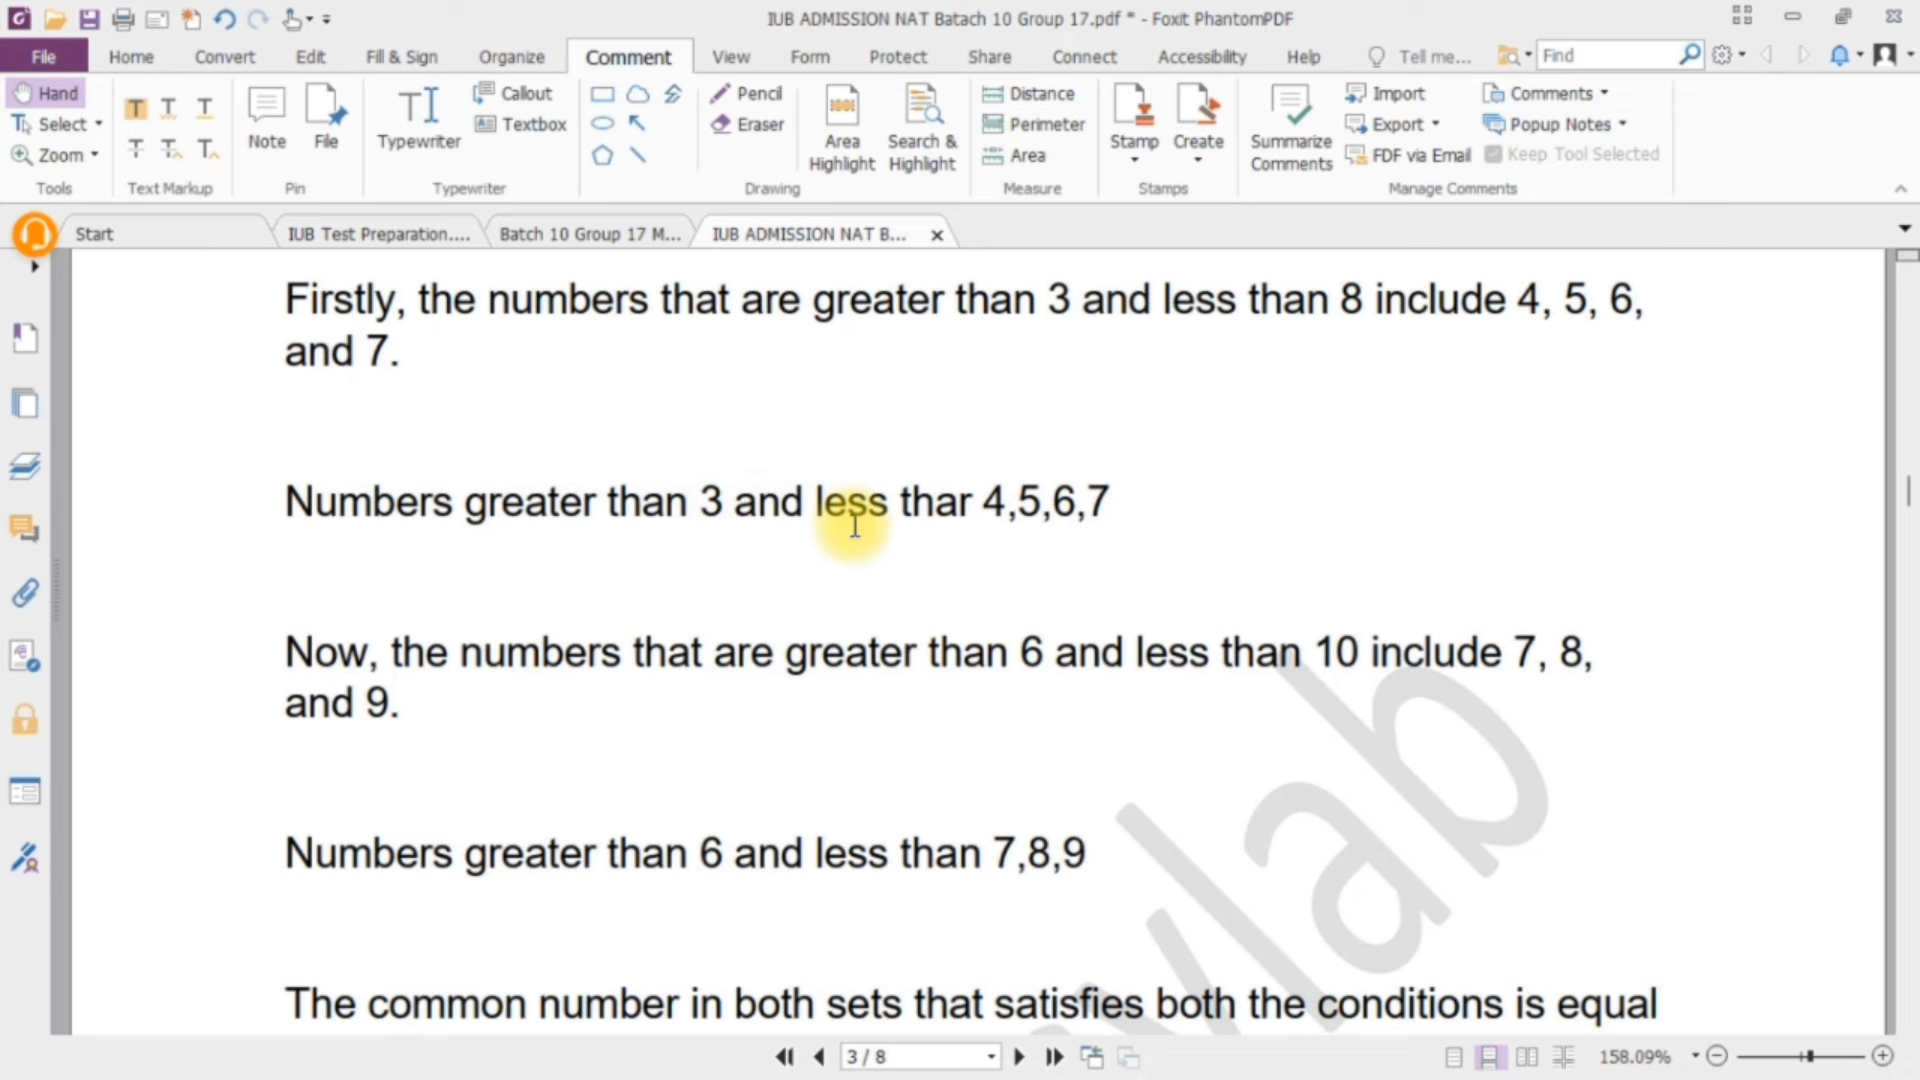 IUB ADMISSION NAT Batach 10 Group 17.pdf * - Foxit PhantomPDF
File Home Convert Edit Fill & Sign Organize Comment View Form Protect Share Connect Accessibility Help Tell me... Find
Hand
Select
Zoom
Tools
Text Markup
Note
File
Pin
Typewriter
Callout
Textbox
Typewriter
Pencil
Eraser
Area Highlight
Search & Highlight
Drawing
Distance
Perimeter
Area
Measure
Stamp
Create
Stamps
Summarize Comments
Import
Export
FDF via Email
Comments
Popup Notes
Keep Tool Selected
Manage Comments
Start IUB Test Preparation.... Batch 10 Group 17 M... IUB ADMISSION NAT B...
Firstly, the numbers that are greater than 3 and less than 8 include 4, 5, 6,
and 7.
Numbers greater than 3 and less thar 4,5,6,7
Now, the numbers that are greater than 6 and less than 10 include 7, 8,
and 9.
Numbers greater than 6 and less than 7,8,9
The common number in both sets that satisfies both the conditions is equal
3 / 8
158.09%